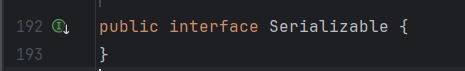 192 public interface Serializable {
193 }